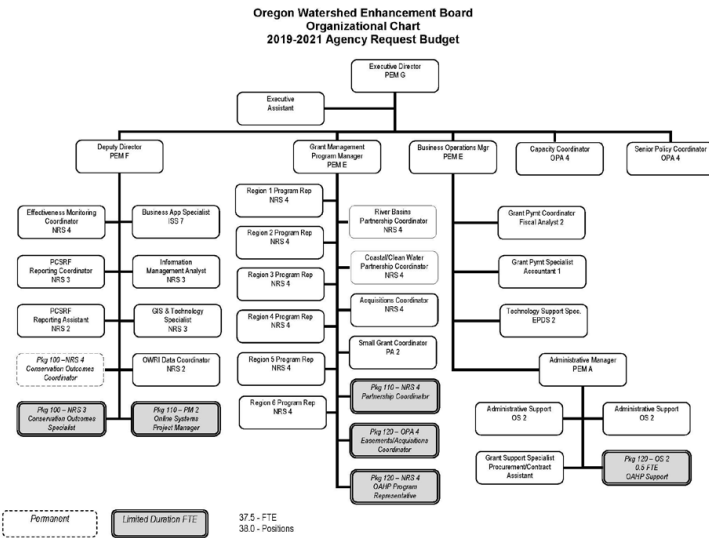 Oregon Watershed Enhancement Board
Organizational Chart
2019-2021 Agency Request Budget
Executive Director
PEM G
Executive
Assistant
Deputy Director
PEM F
Grant Management
Program Manager
PEM E
Business Operations Mgr
PEM E
Capacity Coordinator
OPA 4
Senior Policy Coordinator
OPA 4
Effectiveness Monitoring
Coordinator
NRS 4
Business App Specialist
ISS 7
PCSRF
Reporting Coordinator
NRS 3
Information
Management Analyst
NRS 3
PCSRF
Reporting Assistant
NRS 2
GIS & Technology
Specialist
NRS 3
Pkg 100 – NRS 4
Conservation Outcomes
Coordinator
OWRI Data Coordinator
NRS 2
Pkg 100 – NRS 3
Conservation Outcomes
Specialist
Pkg 110 – PM 2
Online Systems
Project Manager
Region 1 Program Rep
NRS 4
River Basins
Partnership Coordinator
NRS 4
Region 2 Program Rep
NRS 4
Coastal/Clean Water
Partnership Coordinator
NRS 4
Region 3 Program Rep
NRS 4
Acquisitions Coordinator
NRS 4
Region 4 Program Rep
NRS 4
Small Grant Coordinator
PA 2
Region 5 Program Rep
NRS 4
Pkg 110 – NRS 4
Partnership Coordinator
Region 6 Program Rep
NRS 4
Pkg 120 – OPA 4
Easements/Acquisitions
Coordinator
Pkg 120 – NRS 4
OAHP Program
Representative
Grant Pymt Coordinator
Fiscal Analyst 2
Grant Pymt Specialist
Accountant 1
Technology Support Spec.
EPDS 2
Administrative Manager
PEM A
Administrative Support
OS 2
Administrative Support
OS 2
Grant Support Specialist
Procurement/Contract
Assistant
Pkg 120 – OS 2
0.5 FTE
OAHP Support
Permanent
Limited Duration FTE
37.5 - FTE
38.0 - Positions